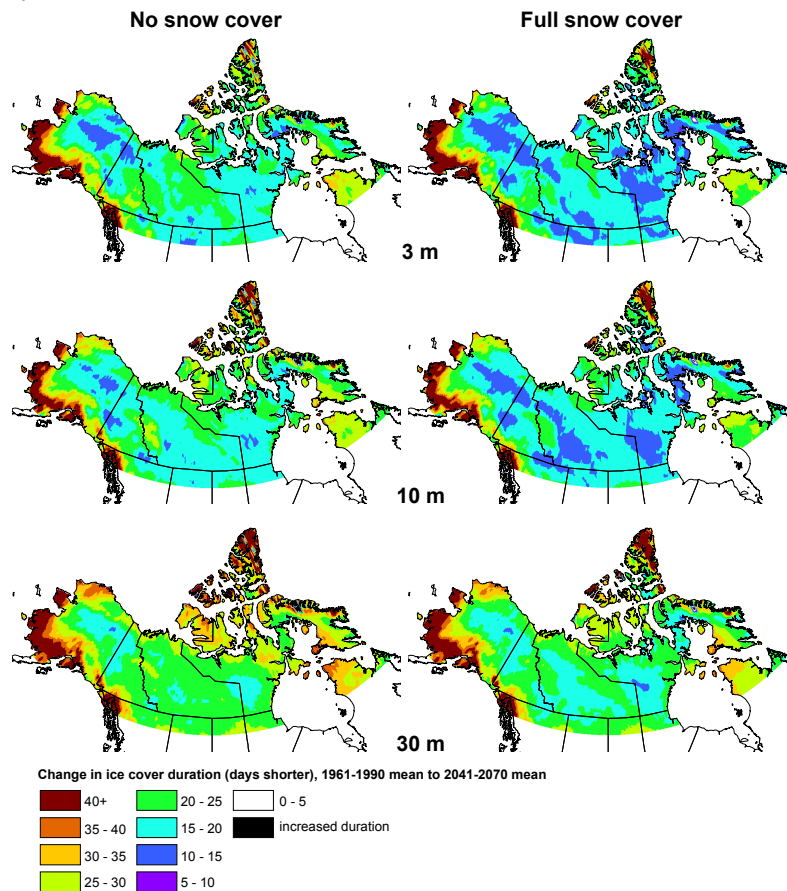 No snow cover
Full snow cover
3 m
10 m
30 m
Change in ice cover duration (days shorter), 1961-1990 mean to 2041-2070 mean
40+
20 - 25
0 - 5
35 - 40
15 - 20
increased duration
30 - 35
10 - 15
25 - 30
5 - 10